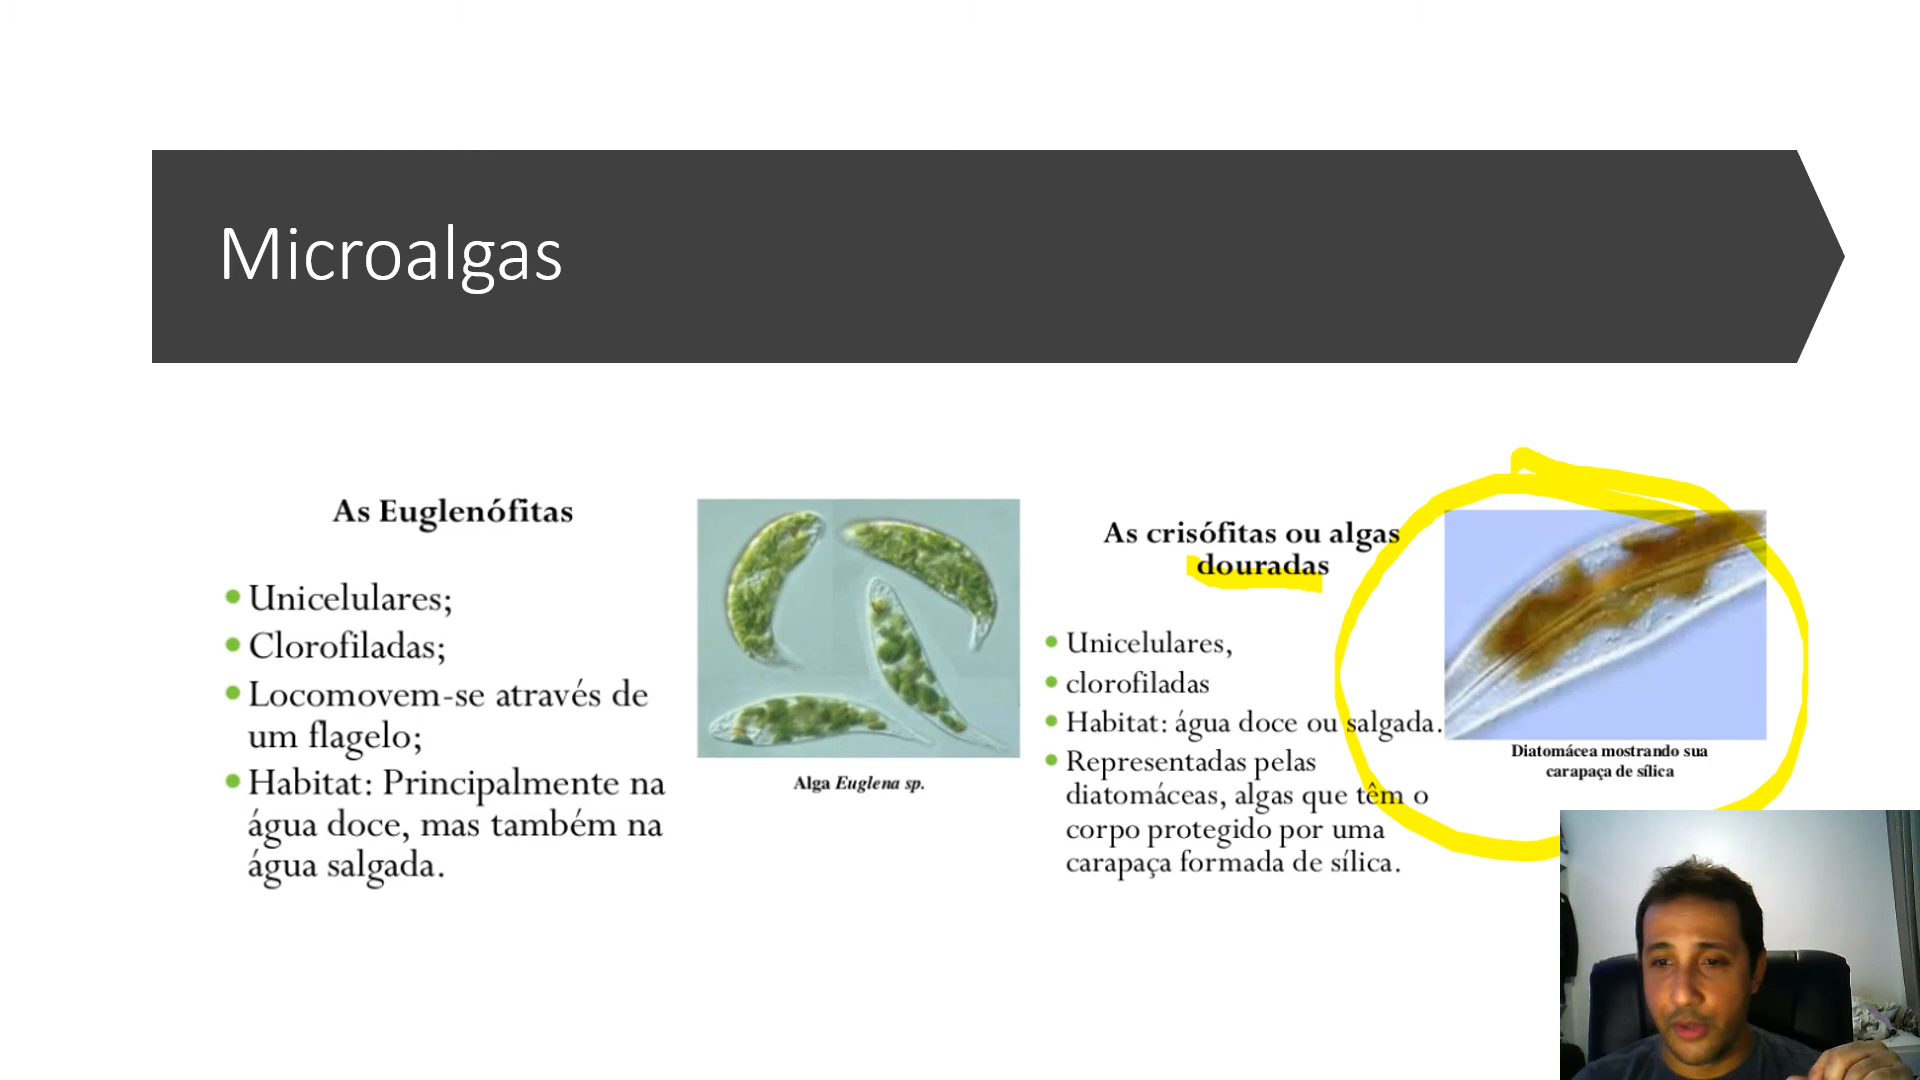 Microalgas
As Euglenófitas
Unicelulares;
Clorofiladas;
Locomovem-se através de
um flagelo;
Habitat: Principalmente na
água doce, mas também na
água salgada.
Alga Euglena sp.
As crisófitas ou algas
douradas
Unicelulares,
clorofiladas
Habitat: água doce ou salgada.
Representadas pelas
diatomáceas, algas que têm o
corpo protegido por uma
carapaça formada de sílica.
Diatomácea mostrando sua
carapaça de sílica